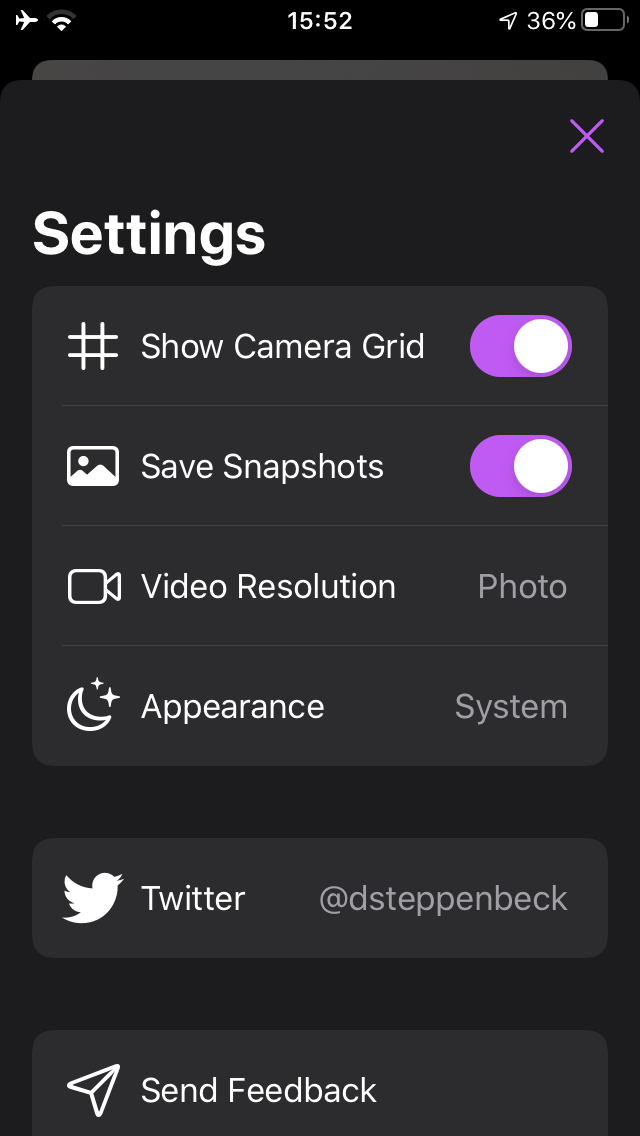 15:52
36%
Settings
Show Camera Grid
Save Snapshots
Video Resolution Photo
Appearance System
Twitter @dsteppenbeck
Send Feedback